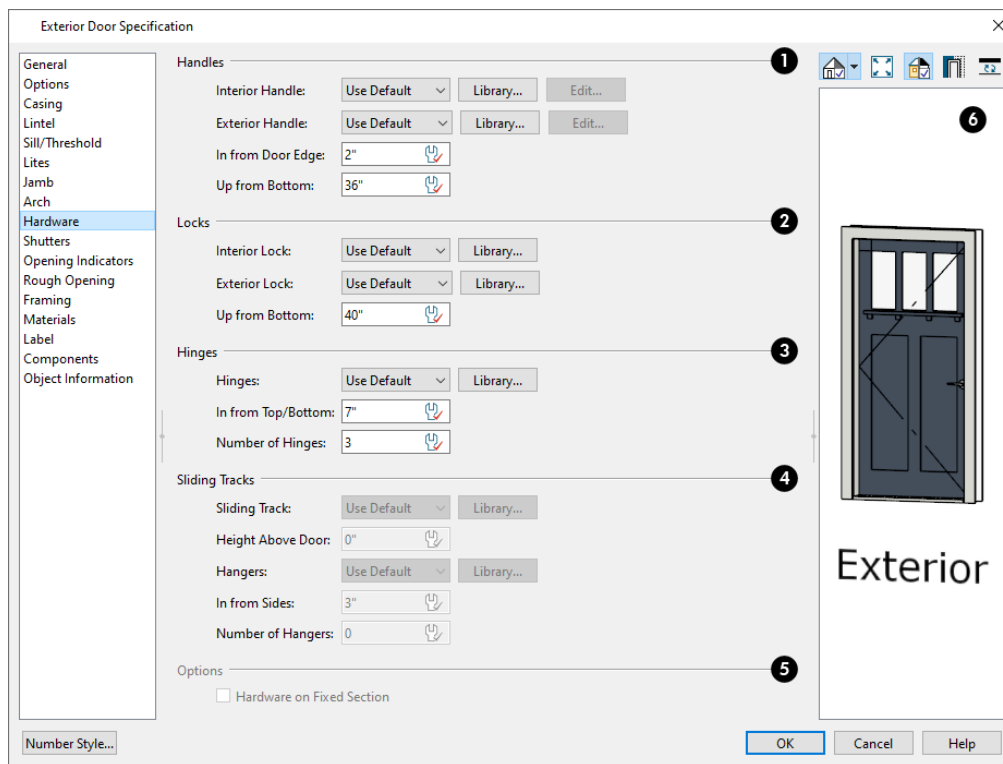 Exterior Door Specification
General
Options
Casing
Lintel
Sill/Threshold
Lites
Jamb
Arch
Hardware
Shutters
Opening Indicators
Rough Opening
Framing
Materials
Label
Components
Object Information
Handles 1
Interior Handle: Use Default Library... Edit...
Exterior Handle: Use Default Library... Edit...
In from Door Edge: 2"
Up from Bottom: 36"
Locks 2
Interior Lock: Use Default Library...
Exterior Lock: Use Default Library...
Up from Bottom: 40"
Hinges 3
Hinges: Use Default Library...
In from Top/Bottom: 7"
Number of Hinges: 3
Sliding Tracks 4
Sliding Track: Use Default Library...
Height Above Door: 0"
Hangers: Use Default Library...
In from Sides: 3"
Number of Hangers: 0
Options 5
Hardware on Fixed Section
6
Exterior
Number Style... OK Cancel Help